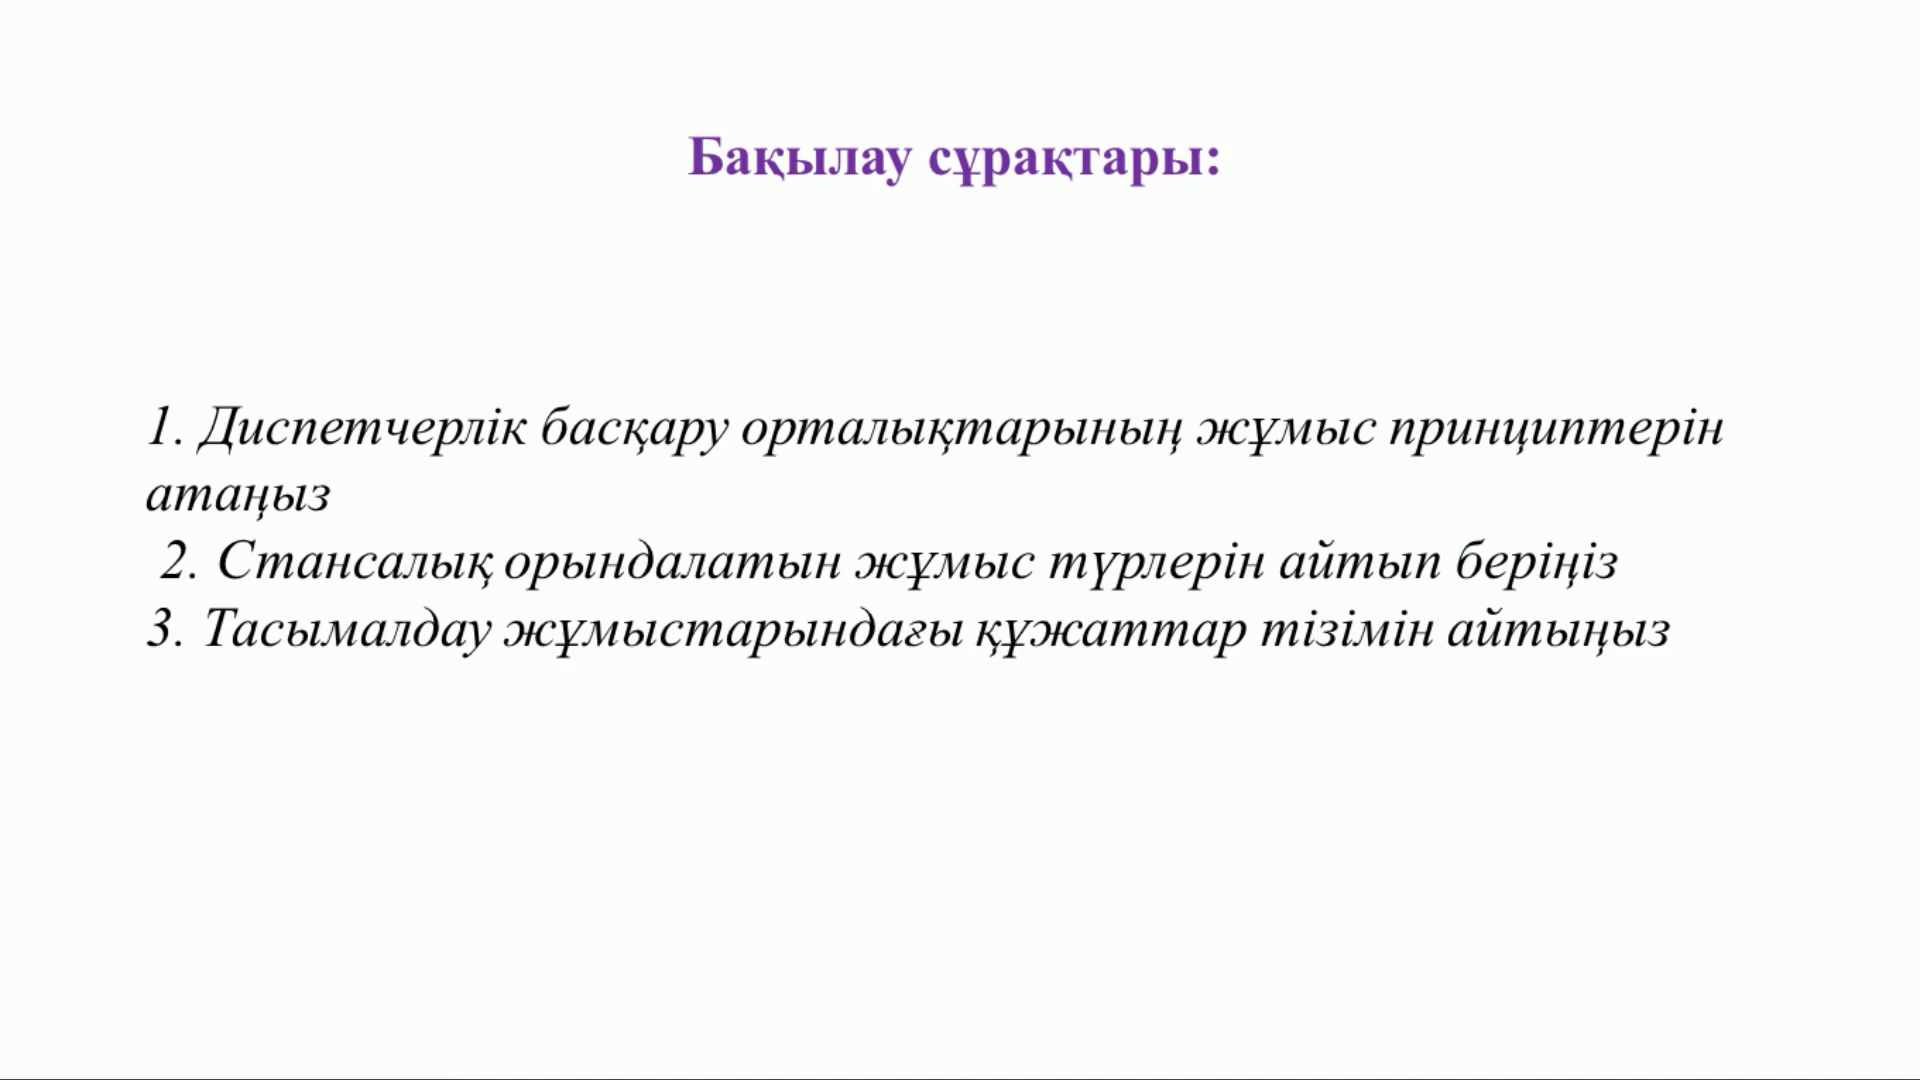 Бақылау сұрақтары:
1. Диспетчерлік басқару орталықтарының жұмыс принциптерін
атаңыз
2. Стансалық орындалатын жұмыс түрлерін айтып беріңіз
3. Тасымалдау жұмыстарындағы құжаттар тізімін айтыңыз